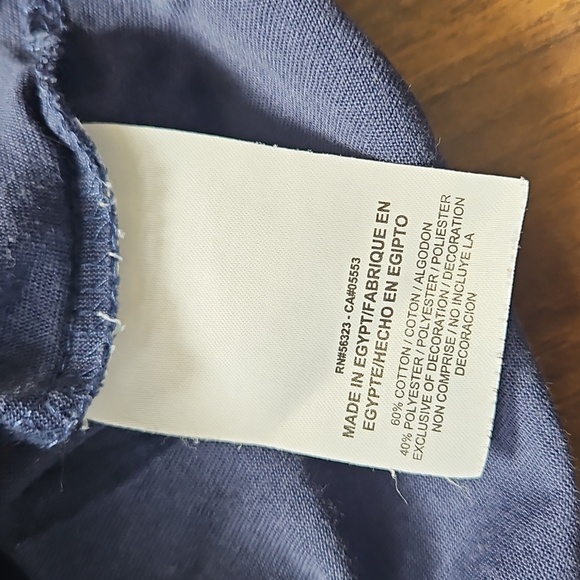 RN#56323 - CA#05553
MADE IN EGYPT/FABRIQUE EN
EGYPTE/HECHO EN EGIPTO
60% COTTON / COTON / ALGODON
40% POLYESTER / POLYESTER / POLIESTER
EXCLUSIVE OF DECORATION / DECORATION
NON COMPRISE / NO INCLUYE LA
DECORACION